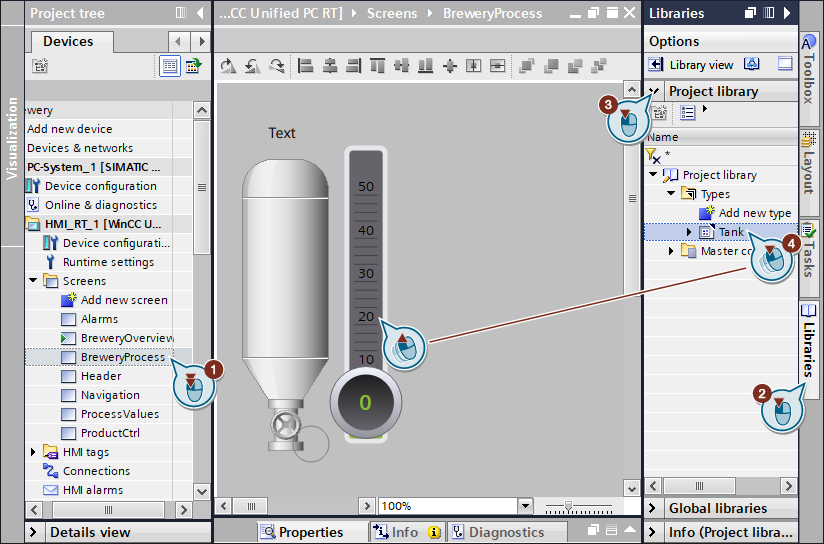 Project tree
Devices
Visualization
ewery
Add new device
Devices & networks
PC-System_1 [SIMATIC ...
Device configuration
Online & diagnostics
HMI_RT_1 [WinCC U...
Device configurati...
Runtime settings
Screens
Add new screen
Alarms
BreweryOverview
BreweryProcess
Header
Navigation
ProcessValues
ProductCtrl
HMI tags
Connections
HMI alarms
Details view
1
...CC Unified PC RT] Screens BreweryProcess
Text
50
40
30
20
10
0
100%
Properties
Info
Diagnostics
Libraries
Options
Library view
Project library
3
Name
*
Project library
Types
Add new type
Tank
Master co
4
2
Global libraries
Info (Project libra...
Toolbox
Layout
Tasks
Libraries